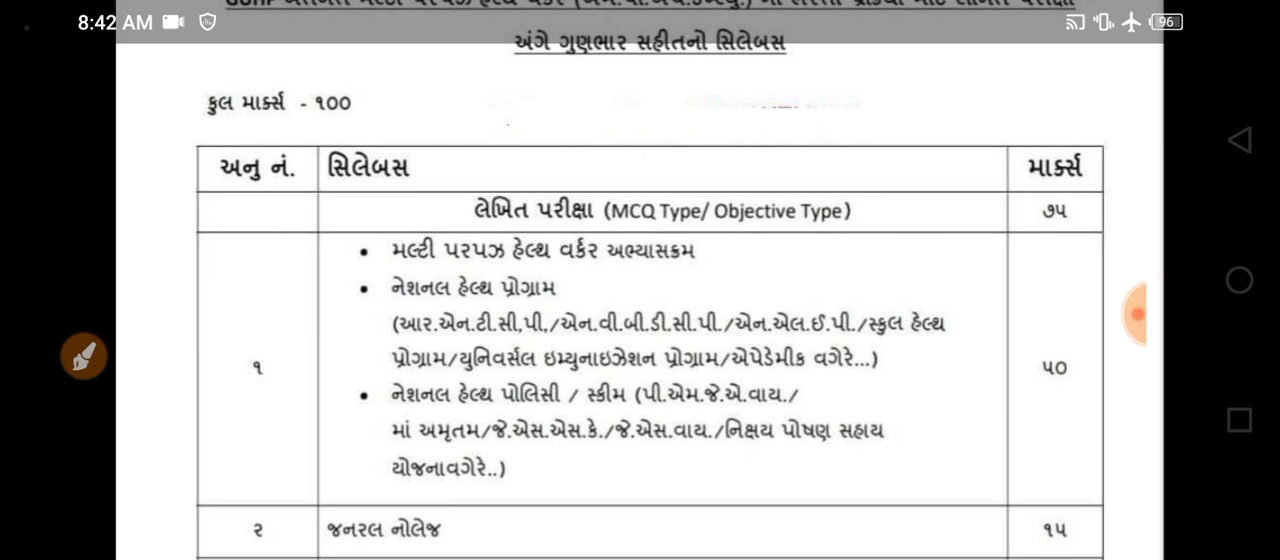 8:42 AM
96
અંગે ગુણભાર સહીતનો સિલેબસ
કુલ માર્ક્સ - ૧૦૦
અનુ નં. સિલેબસ માર્ક્સ
લેખિત પરીક્ષા (MCQ Type/ Objective Type) ૭૫
• મલ્ટી પરપઝ હેલ્થ વર્કર અભ્યાસક્રમ
• નેશનલ હેલ્થ પ્રોગ્રામ
(આર.એન.ટી.સી.પી,/એન.વી.બી.ડી.સી.પી./એન.એલ.ઈ.પી./સ્કુલ હેલ્થ
પ્રોગ્રામ/યુનિવર્સલ ઇમ્યુનાઇઝેશન પ્રોગ્રામ/એપેડેમીક વગેરે...)
૧ ૫૦
• નેશનલ હેલ્થ પોલિસી / સ્કીમ (પી.એમ.જે.એ.વાય./
માં અમૃતમ/જે.એસ.એસ.કે./જે.એસ.વાય./નિક્ષય પોષણ સહાય
યોજનાવગેરે..)
૨ જનરલ નોલેજ ૧૫